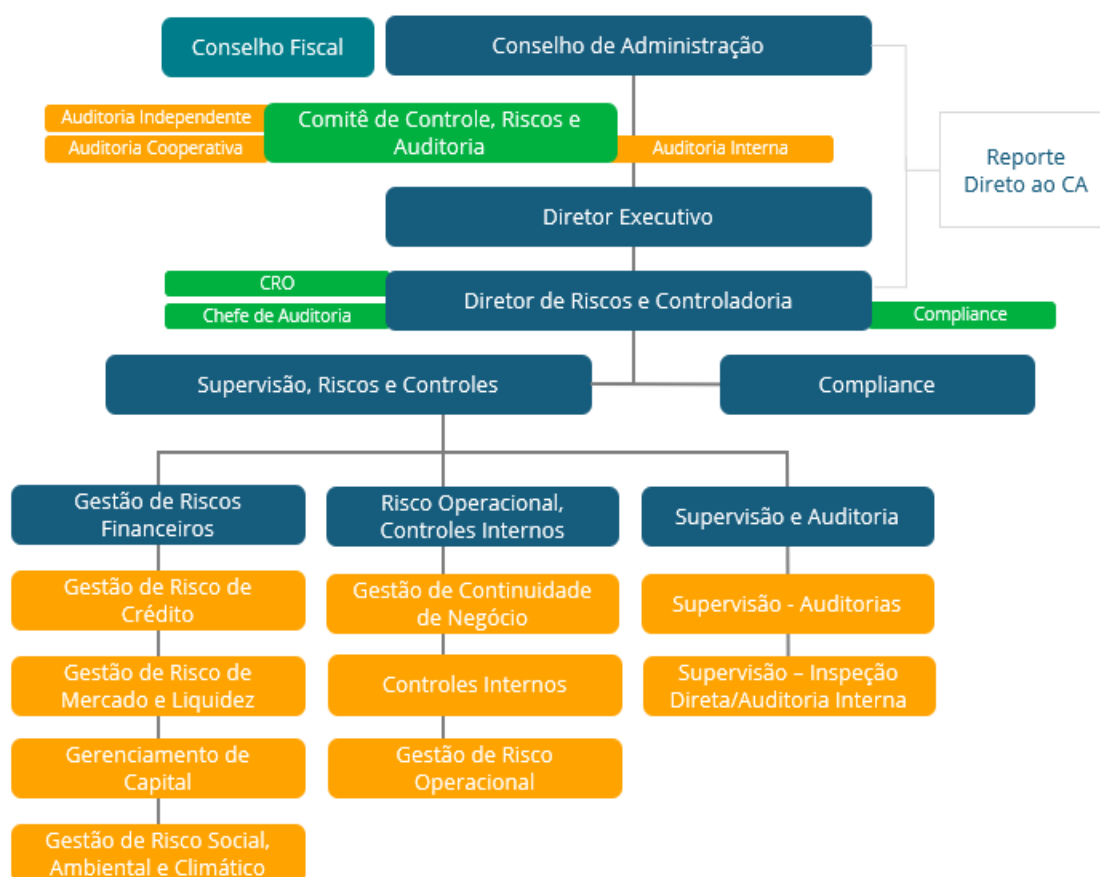 Conselho Fiscal
Conselho de Administração
Auditoria Independente
Auditoria Cooperativa
Comitê de Controle, Riscos e
Auditoria
Auditoria Interna
Reporte
Direto ao CA
Diretor Executivo
CRO
Chefe de Auditoria
Diretor de Riscos e Controladoria
Compliance
Supervisão, Riscos e Controles
Compliance
Gestão de Riscos
Financeiros
Risco Operacional,
Controles Internos
Supervisão e Auditoria
Gestão de Risco de
Crédito
Gestão de Continuidade
de Negócio
Supervisão - Auditorias
Gestão de Risco de
Mercado e Liquidez
Controles Internos
Supervisão – Inspeção
Direta/Auditoria Interna
Gerenciamento de
Capital
Gestão de Risco
Operacional
Gestão de Risco Social,
Ambiental e Climático